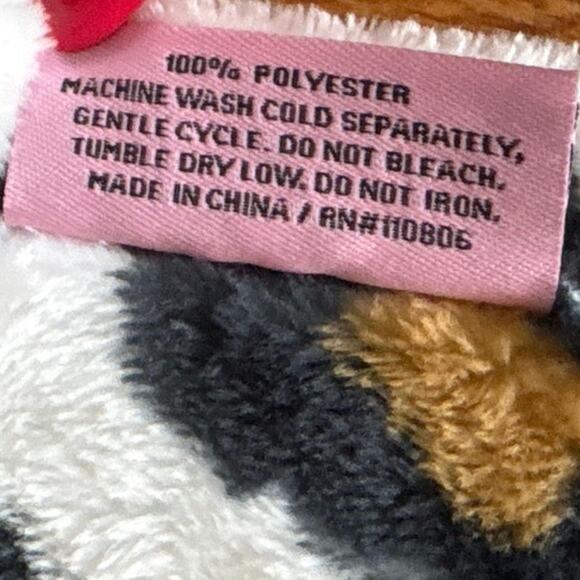 100% POLYESTER
MACHINE WASH COLD SEPARATELY,
GENTLE CYCLE. DO NOT BLEACH.
TUMBLE DRY LOW. DO NOT IRON.
MADE IN CHINA / RN#110806